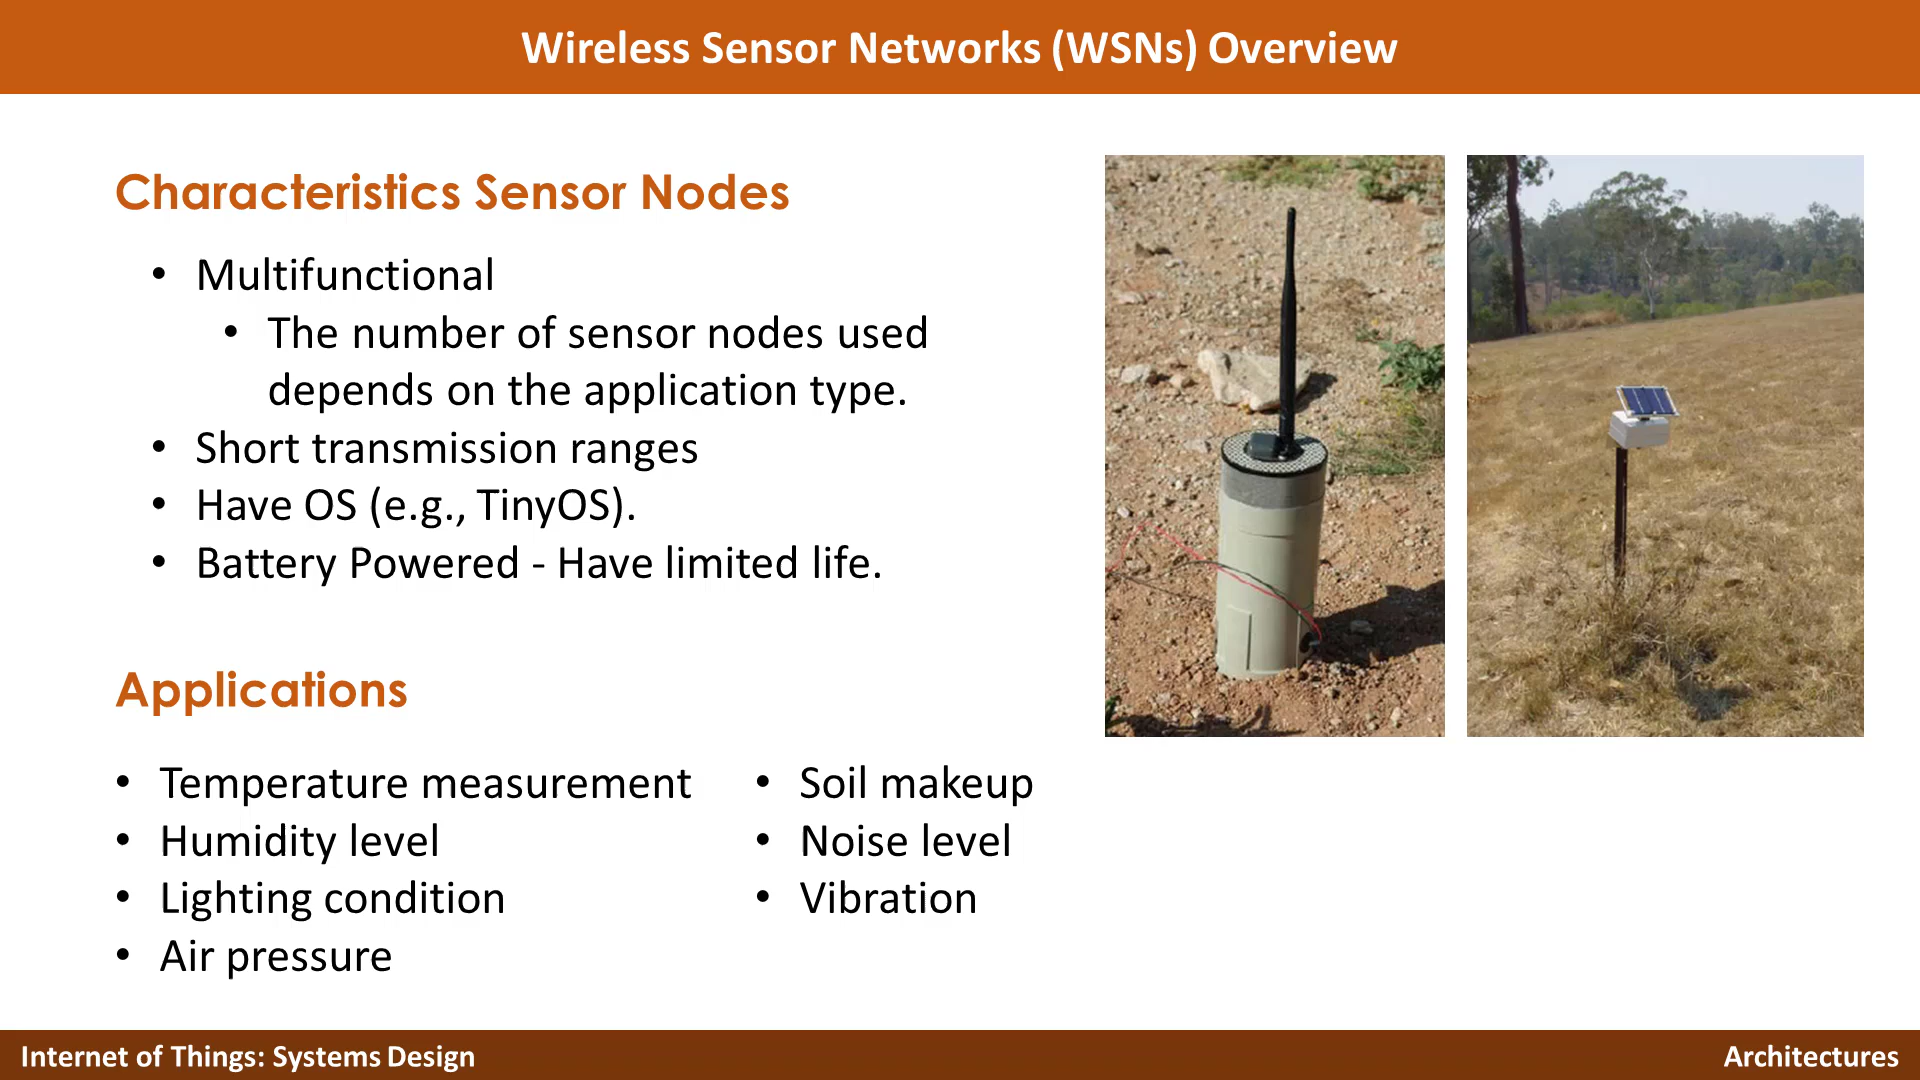 Wireless Sensor Networks (WSNs) Overview
Characteristics Sensor Nodes
• Multifunctional
• The number of sensor nodes used
depends on the application type.
• Short transmission ranges
• Have OS (e.g., TinyOS).
• Battery Powered - Have limited life.
Applications
• Temperature measurement
• Humidity level
• Lighting condition
• Air pressure
• Soil makeup
• Noise level
• Vibration
Internet of Things: Systems Design
Architectures